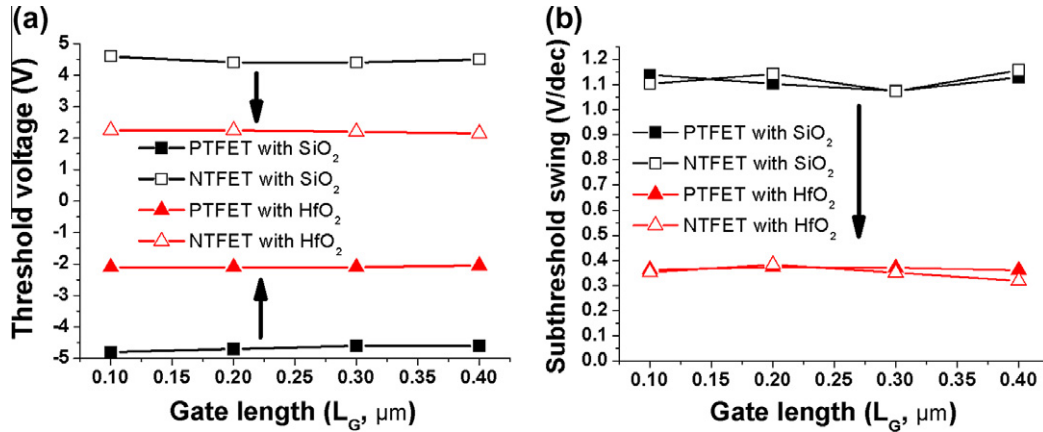 (a)
Threshold voltage (V)
5
4
3
2
1
0
-1
-2
-3
-4
-5
PTFET with SiO₂
NTFET with SiO₂
PTFET with HfO₂
NTFET with HfO₂
0.10 0.15 0.20 0.25 0.30 0.35 0.40
Gate length (L_G, μm)
(b)
Subthreshold swing (V/dec)
1.2
1.1
1.0
0.9
0.8
0.7
0.6
0.5
0.4
0.3
0.2
0.1
0.0
PTFET with SiO₂
NTFET with SiO₂
PTFET with HfO₂
NTFET with HfO₂
0.10 0.15 0.20 0.25 0.30 0.35 0.40
Gate length (L_G, μm)